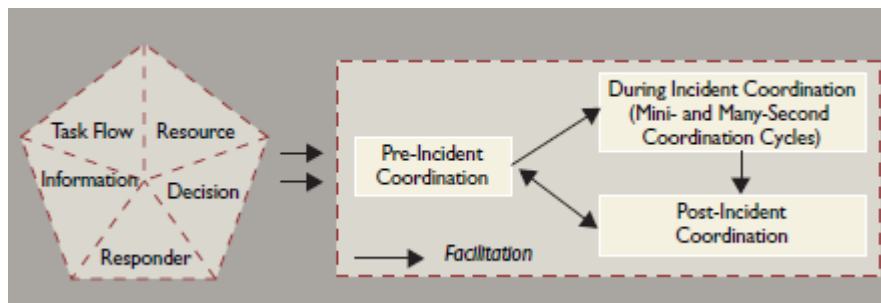 Task Flow
Resource
Information
Decision
Responder
Pre-Incident
Coordination
During Incident Coordination
(Mini- and Many-Second
Coordination Cycles)
Post-Incident
Coordination
Facilitation